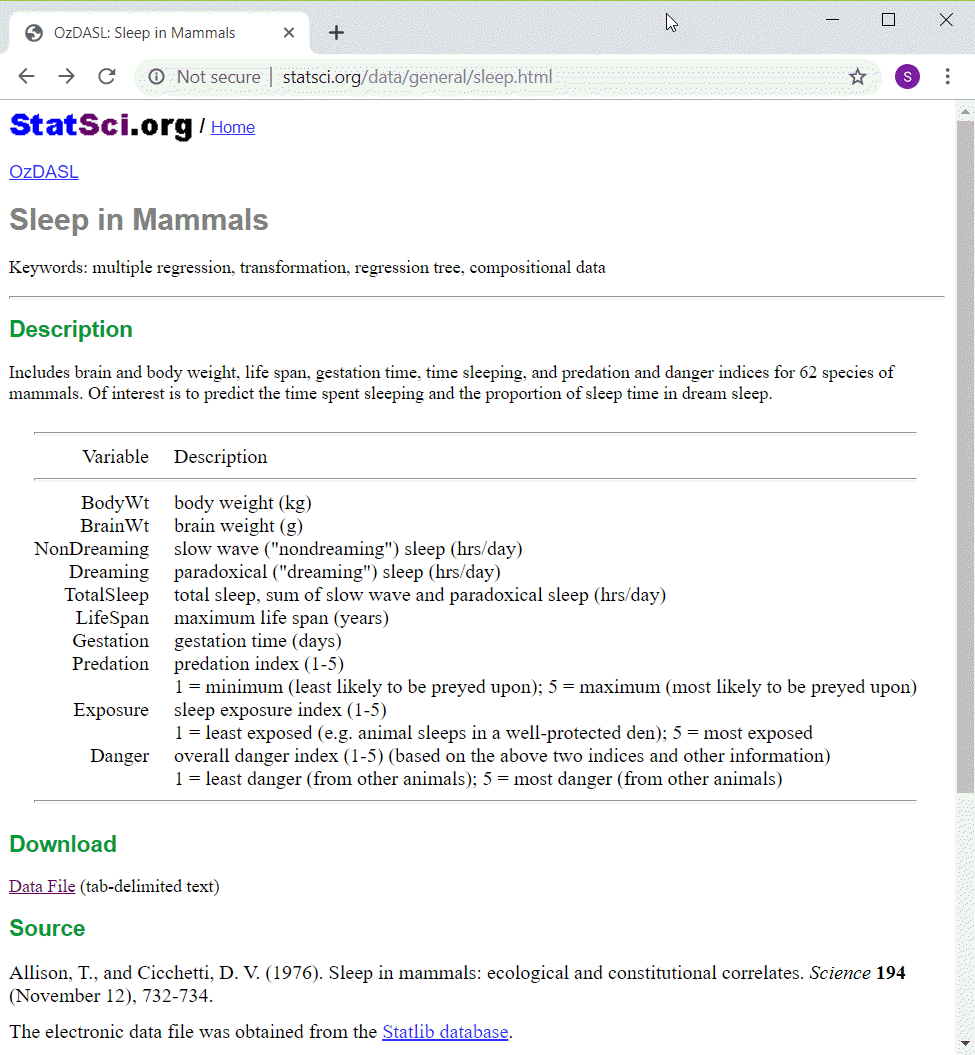 OzDASL: Sleep in Mammals
Not secure | statsci.org/data/general/sleep.html
S
StatSci.org / Home
OzDASL
Sleep in Mammals
Keywords: multiple regression, transformation, regression tree, compositional data
Description
Includes brain and body weight, life span, gestation time, time sleeping, and predation and danger indices for 62 species of
mammals. Of interest is to predict the time spent sleeping and the proportion of sleep time in dream sleep.
Variable Description
BodyWt body weight (kg)
BrainWt brain weight (g)
NonDreaming slow wave ("nondreaming") sleep (hrs/day)
Dreaming paradoxical ("dreaming") sleep (hrs/day)
TotalSleep total sleep, sum of slow wave and paradoxical sleep (hrs/day)
LifeSpan maximum life span (years)
Gestation gestation time (days)
Predation predation index (1-5)
1 = minimum (least likely to be preyed upon); 5 = maximum (most likely to be preyed upon)
Exposure sleep exposure index (1-5)
1 = least exposed (e.g. animal sleeps in a well-protected den); 5 = most exposed
Danger overall danger index (1-5) (based on the above two indices and other information)
1 = least danger (from other animals); 5 = most danger (from other animals)
Download
Data File (tab-delimited text)
Source
Allison, T., and Cicchetti, D. V. (1976). Sleep in mammals: ecological and constitutional correlates. Science 194
(November 12), 732-734.
The electronic data file was obtained from the Statlib database.